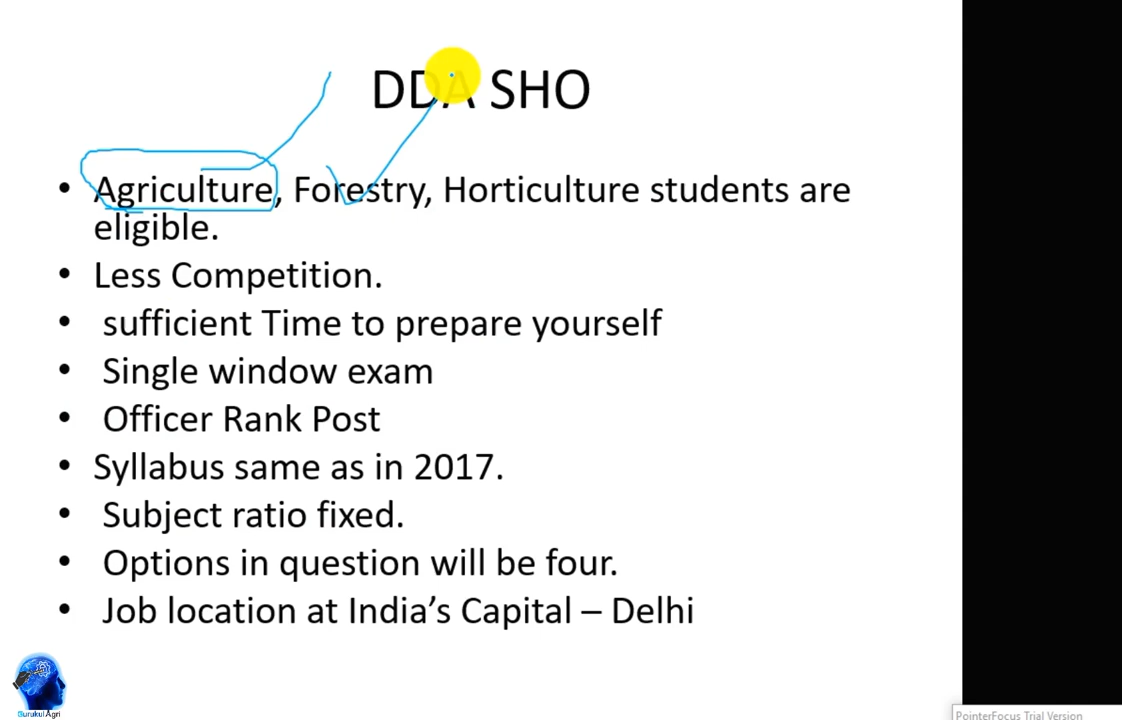 DDA SHO
• Agriculture, Forestry, Horticulture students are
eligible.
• Less Competition.
• sufficient Time to prepare yourself
• Single window exam
• Officer Rank Post
• Syllabus same as in 2017.
• Subject ratio fixed.
• Options in question will be four.
• Job location at India’s Capital – Delhi
Gurukul Agri
PointerFocus Trial Version